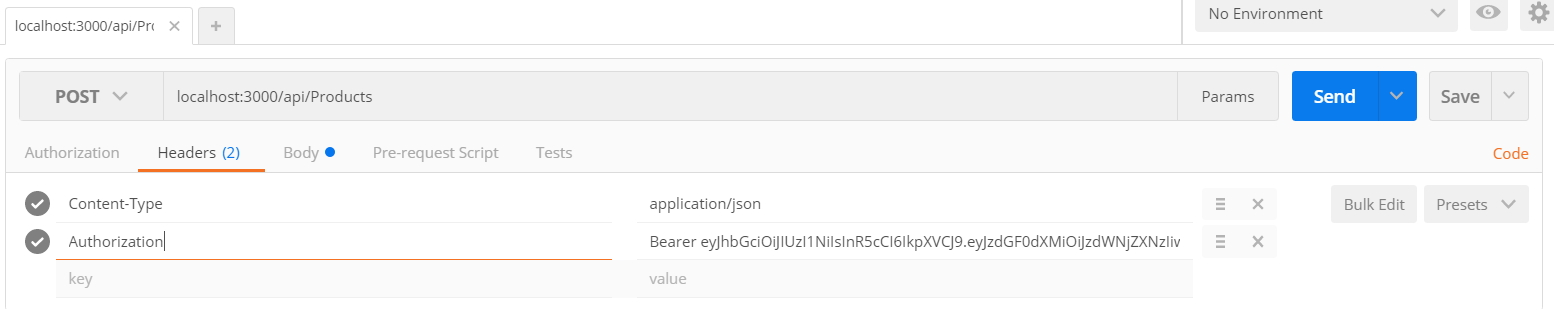 localhost:3000/api/Pr
No Environment
POST localhost:3000/api/Products Params Send Save
Authorization Headers (2) Body Pre-request Script Tests Code
Content-Type application/json Bulk Edit Presets
Authorization Bearer eyJhbGciOiJIUzI1NiIsInR5cCI6IkpXVCJ9.eyJzdGF0dXMiOiJzdWNjZXNzIiv
key value